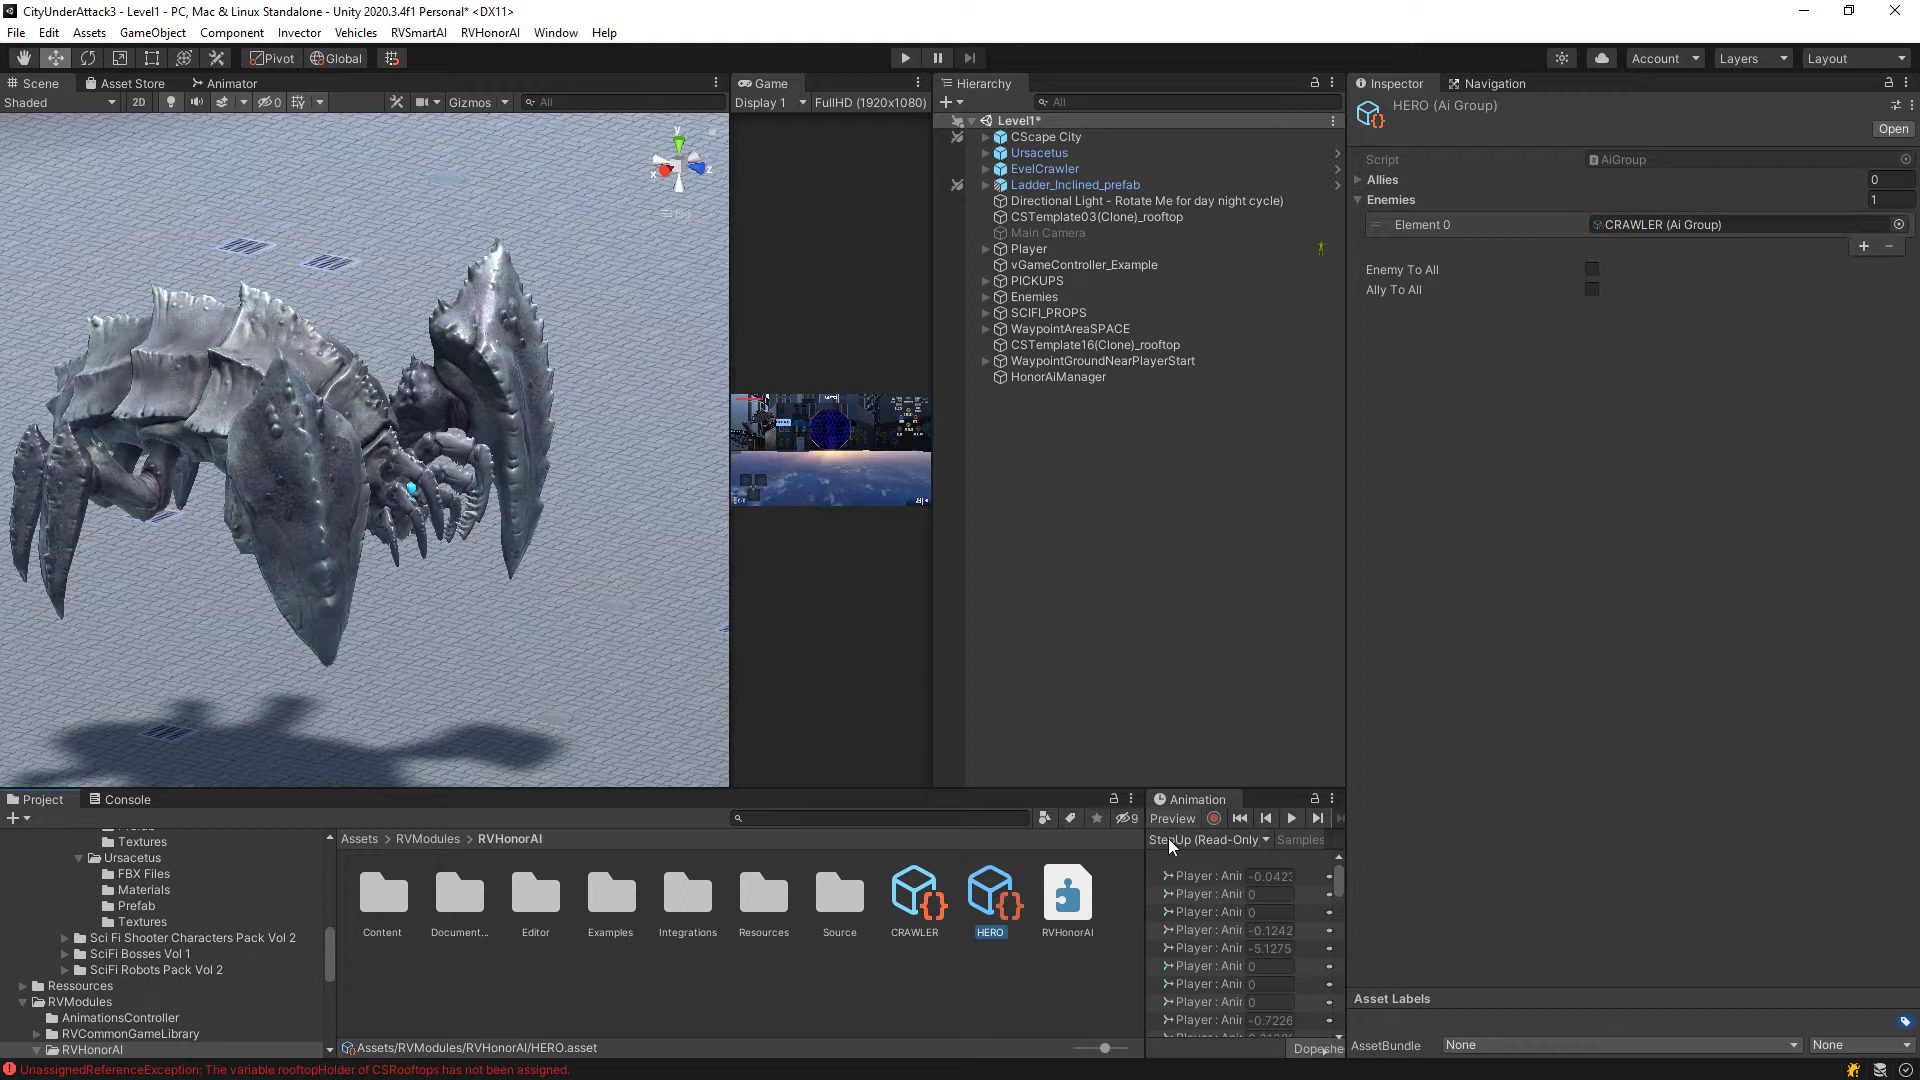 CityUnderAttack3 - Level1 - PC, Mac & Linux Standalone - Unity 2020.3.4f1 Personal* <DX11>
File Edit Assets GameObject Component Invector Vehicles RVSmartAI RVHonorAI Window Help
Pivot Global Account Layers Layout
Scene Asset Store Animator
Shaded 2D 0 Gizmos All
y
x
z
Game
Display 1 FullHD (1920x1080)
Hierarchy
All
Level1*
CScape City
Ursacetus
EvelCrawler
Ladder_Inclined_prefab
Directional Light - Rotate Me for day night cycle)
CSTemplate03(Clone)_rooftop
Main Camera
Player
vGameController_Example
PICKUPS
Enemies
SCIFI_PROPS
WaypointAreaSPACE
CSTemplate16(Clone)_rooftop
WaypointGroundNearPlayerStart
HonorAiManager
Inspector Navigation
HERO (Ai Group)
Open
Script AiGroup
Allies 0
Enemies 1
Element 0 CRAWLER (Ai Group)
Enemy To All
Ally To All
Asset Labels
AssetBundle None None
Project Console
9
Textures
Ursacetus
FBX Files
Materials
Prefab
Textures
Sci Fi Shooter Characters Pack Vol 2
SciFi Bosses Vol 1
SciFi Robots Pack Vol 2
Ressources
RVModules
AnimationsController
RVCommonGameLibrary
RVHonorAI
Assets > RVModules > RVHonorAI
Content Document... Editor Examples Integrations Resources Source CRAWLER HERO RVHonorAI
Assets/RVModules/RVHonorAI/HERO.asset
Animation
Preview
StepUp (Read-Only Samples
Player : Anir -0.042
Player : Anir 0
Player : Anir 0
Player : Anir -0.1242
Player : Anir -5.1275
Player : Anir 0
Player : Anir 0
Player : Anir 0
Player : Anir -0.7226
Dopeshe
UnassignedReferenceException: The variable rooftopHolder of CSRooftops has not been assigned.